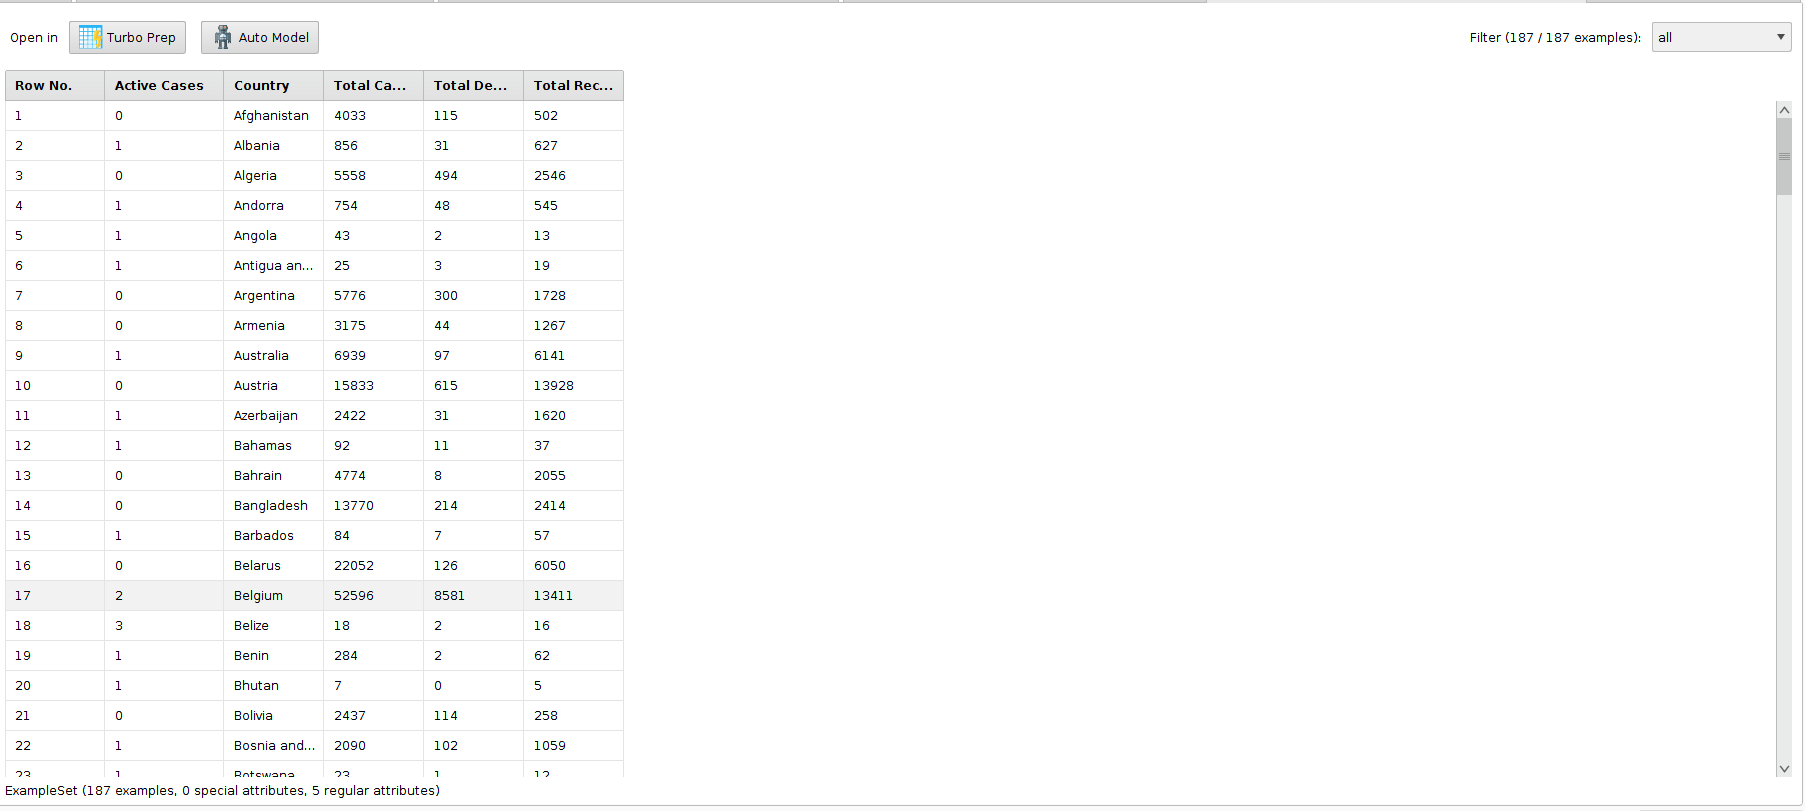 Open in Turbo Prep Auto Model Filter (187 / 187 examples): all
Row No. Active Cases Country Total Ca... Total De... Total Rec...
1 0 Afghanistan 4033 115 502
2 1 Albania 856 31 627
3 0 Algeria 5558 494 2546
4 1 Andorra 754 48 545
5 1 Angola 43 2 13
6 1 Antigua an... 25 3 19
7 0 Argentina 5776 300 1728
8 0 Armenia 3175 44 1267
9 1 Australia 6939 97 6141
10 0 Austria 15833 615 13928
11 1 Azerbaijan 2422 31 1620
12 1 Bahamas 92 11 37
13 0 Bahrain 4774 8 2055
14 0 Bangladesh 13770 214 2414
15 1 Barbados 84 7 57
16 0 Belarus 22052 126 6050
17 2 Belgium 52596 8581 13411
18 3 Belize 18 2 16
19 1 Benin 284 2 62
20 1 Bhutan 7 0 5
21 0 Bolivia 2437 114 258
22 1 Bosnia and... 2090 102 1059
23 1 Botswana 23 1 12
ExampleSet (187 examples, 0 special attributes, 5 regular attributes)